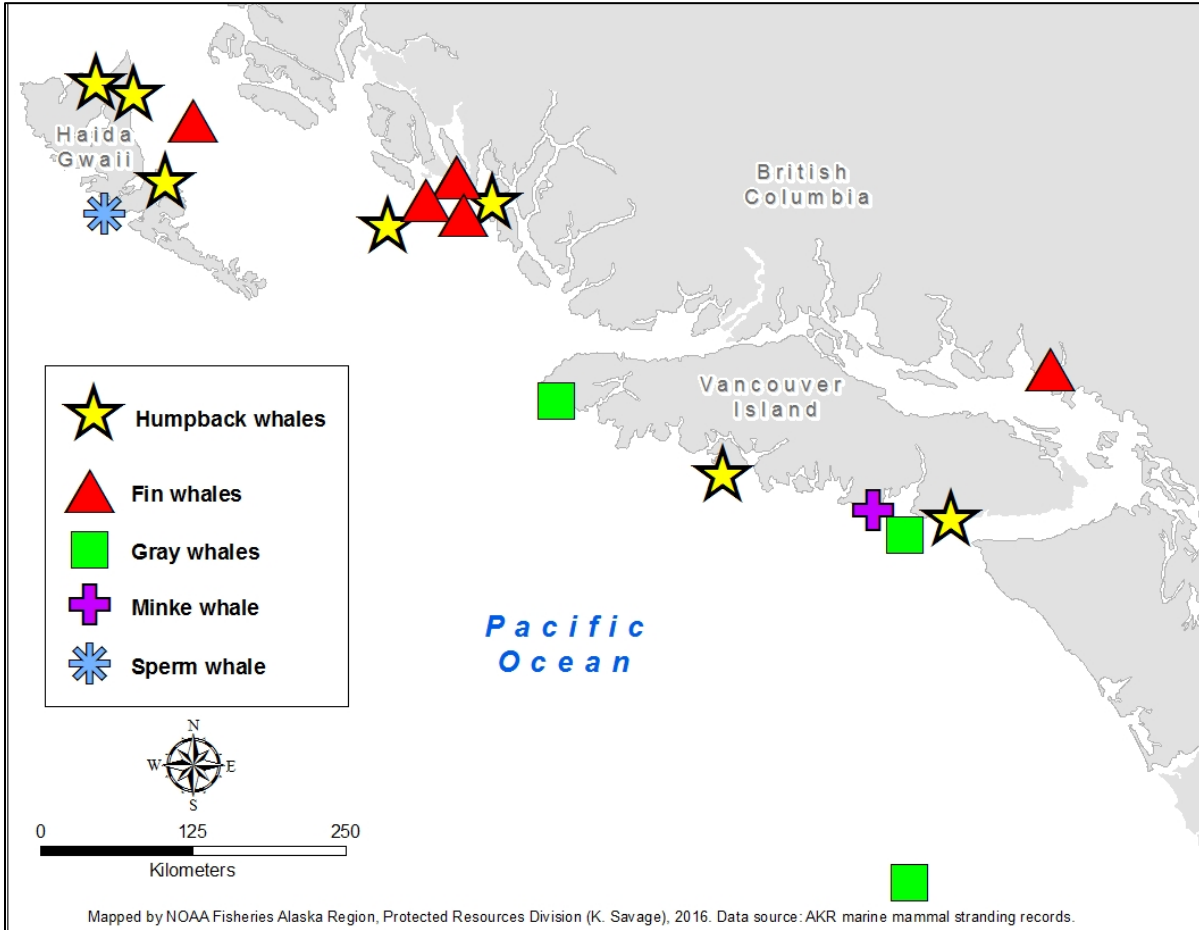 Haida
Gwaii
British
Columbia
Vancouver
Island
Humpback whales
Fin whales
Gray whales
Minke whale
Sperm whale
Pacific
Ocean
N
W E
S
0 125 250
Kilometers
Mapped by NOAA Fisheries Alaska Region, Protected Resources Division (K. Savage), 2016. Data source: AKR marine mammal stranding records.